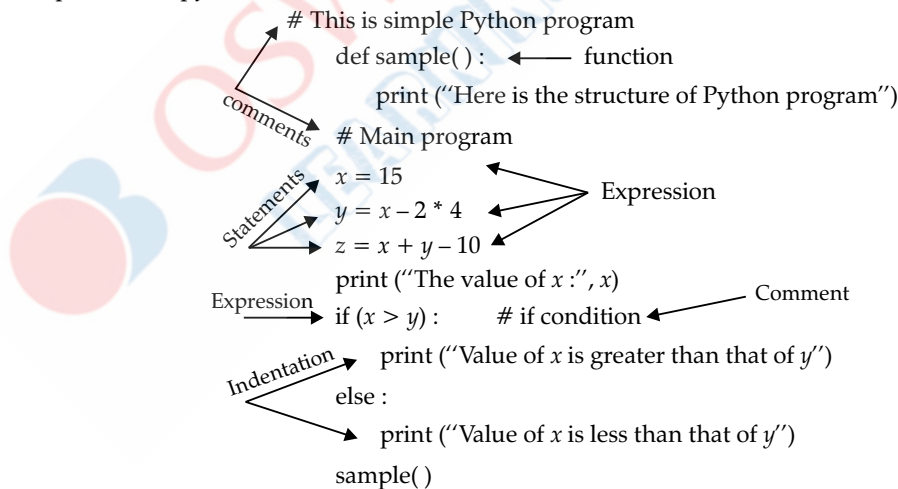 # This is simple Python program
def sample( ) : function
print (''Here is the structure of Python program'')
comments
# Main program
Statements
x = 15
Expression
y = x – 2 * 4
z = x + y – 10
print (''The value of x :'', x)
Comment
Expression
if (x > y) : # if condition
Indentation
print (''Value of x is greater than that of y'')
else :
print (''Value of x is less than that of y'')
sample( )